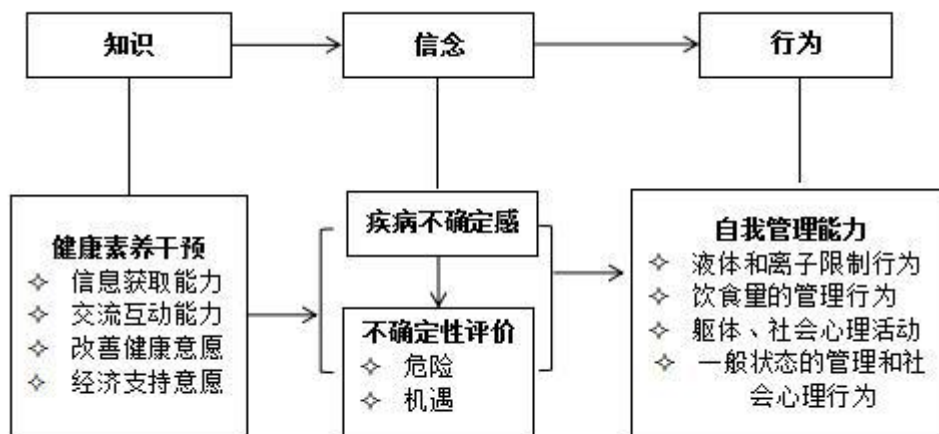 知识
信念
行为
健康素养干预
信息获取能力
交流互动能力
改善健康意愿
经济支持意愿
疾病不确定感
不确定性评价
危险
机遇
自我管理能力
液体和离子限制行为
饮食量的管理行为
躯体、社会心理活动
一般状态的管理和社
会心理行为